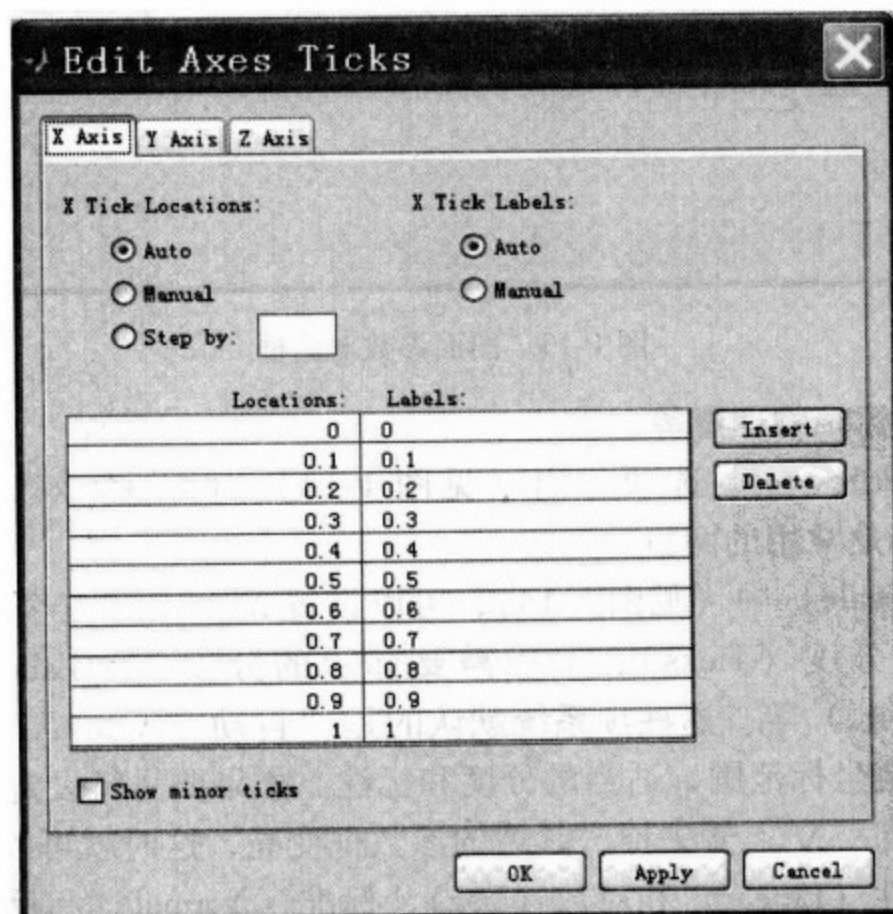 Edit Axes Ticks
X Axis Y Axis Z Axis
X Tick Locations: X Tick Labels:
Auto Auto
Manual Manual
Step by:
Locations: Labels:
0 0
0.1 0.1
0.2 0.2
0.3 0.3
0.4 0.4
0.5 0.5
0.6 0.6
0.7 0.7
0.8 0.8
0.9 0.9
1 1
Insert
Delete
Show minor ticks
OK Apply Cancel